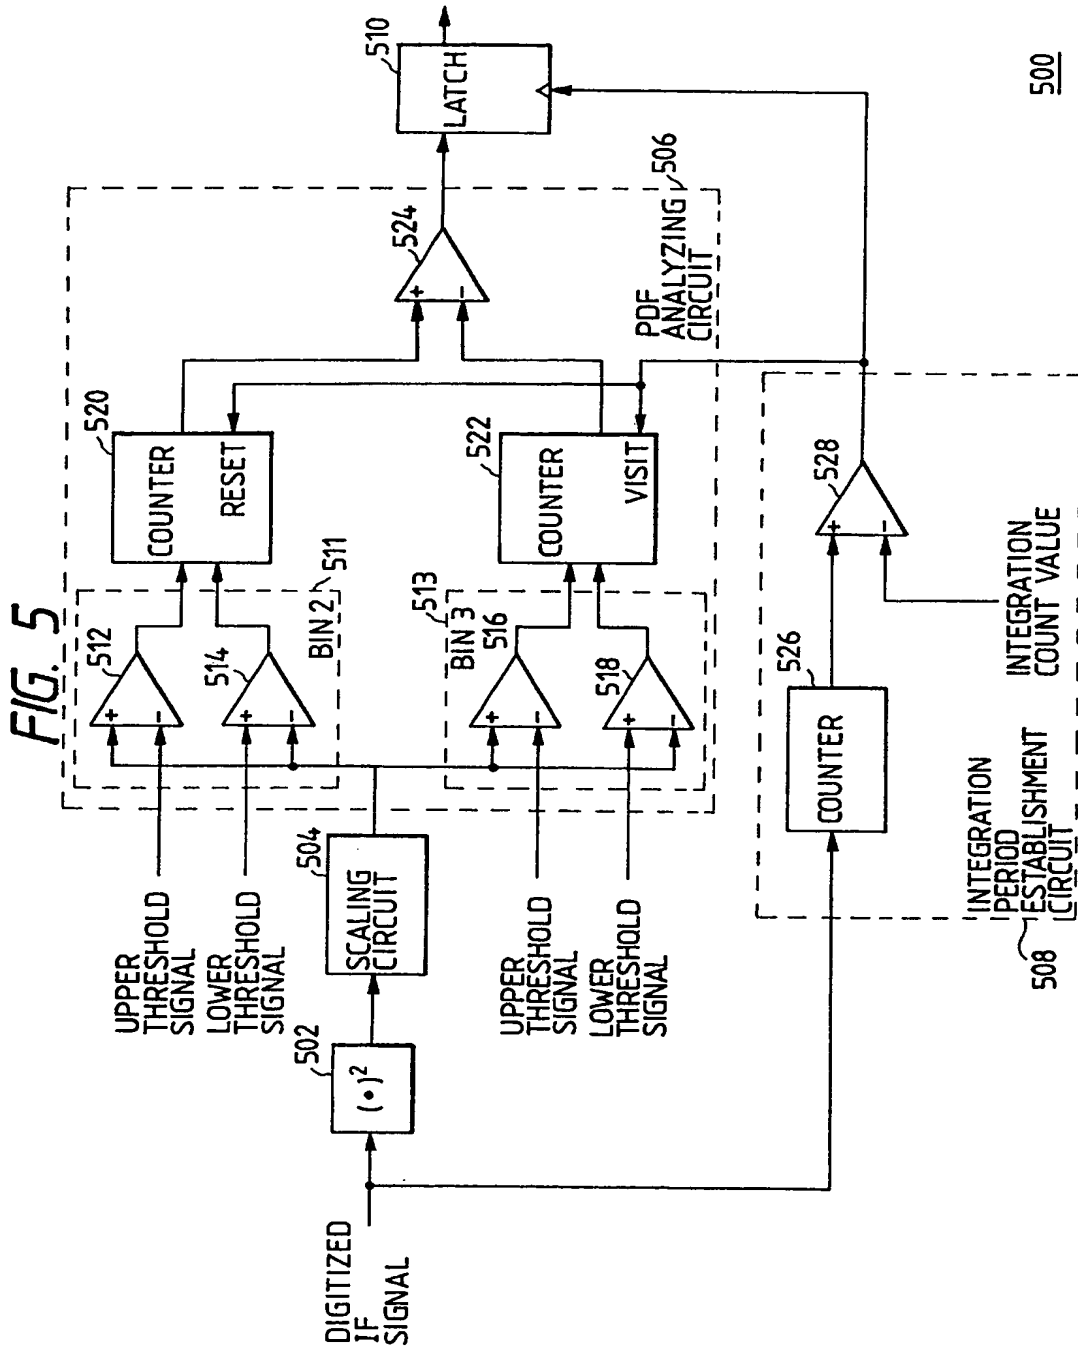 FIG. 5
DIGITIZED
IF
SIGNAL
502
(•)²
504
SCALING
CIRCUIT
UPPER
THRESHOLD
SIGNAL
LOWER
THRESHOLD
SIGNAL
UPPER
THRESHOLD
SIGNAL
LOWER
THRESHOLD
SIGNAL
512
+
-
514
+
-
BIN 2
511
513
BIN 3
516
+
-
518
+
-
520
COUNTER
RESET
522
COUNTER
VISIT
524
+
-
PDF
ANALYZING
CIRCUIT
506
510
LATCH
508
INTEGRATION
PERIOD
ESTABLISHMENT
CIRCUIT
526
COUNTER
528
+
-
INTEGRATION
COUNT VALUE
500